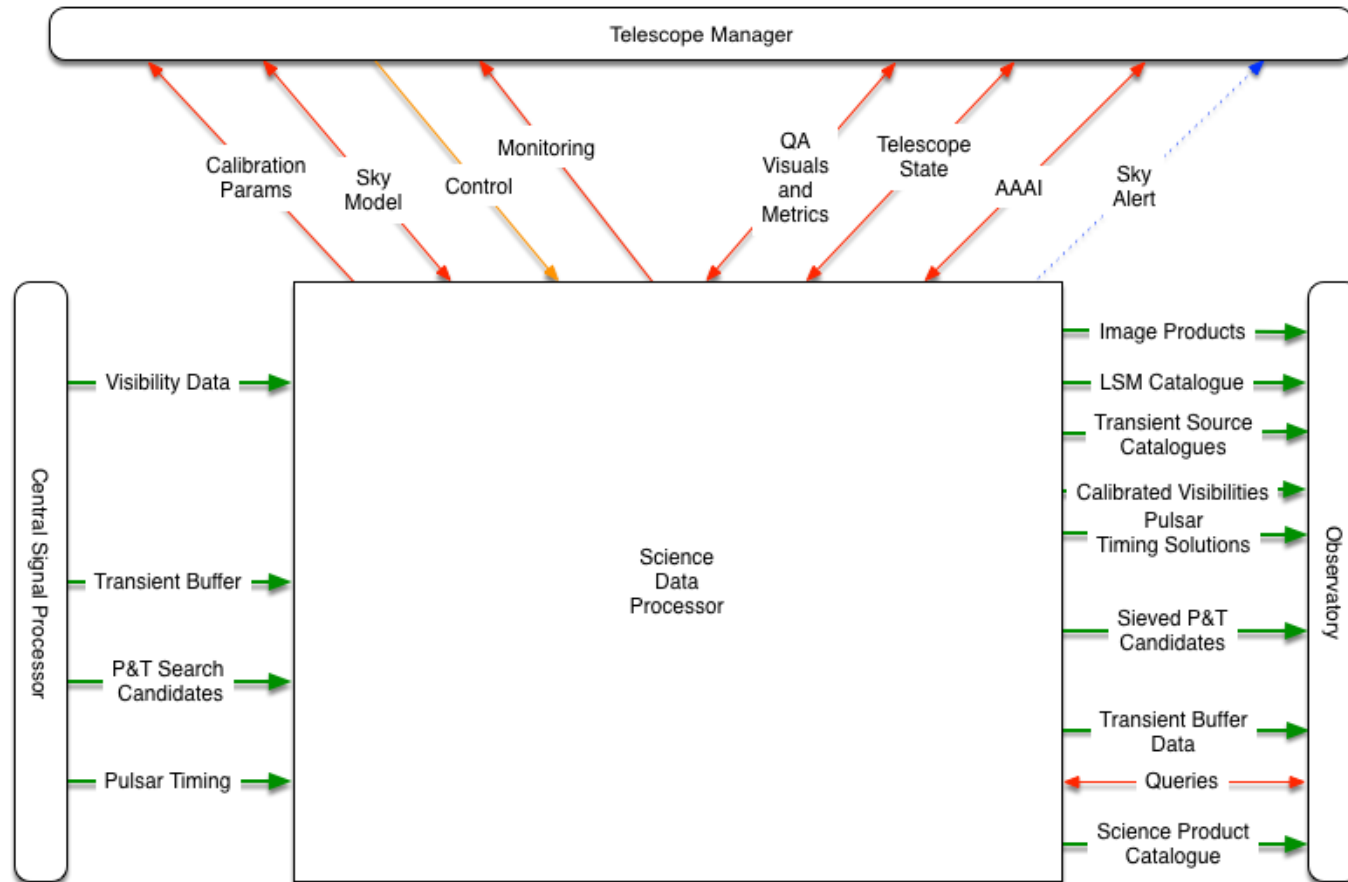 Telescope Manager
Calibration
Params
Sky
Model
Control
Monitoring
QA
Visuals
and
Metrics
Telescope
State
AAAI
Sky
Alert
Central Signal Processor
Visibility Data
Transient Buffer
P&T Search
Candidates
Pulsar Timing
Science
Data
Processor
Image Products
LSM Catalogue
Transient Source
Catalogues
Calibrated Visibilities
Pulsar
Timing Solutions
Sieved P&T
Candidates
Transient Buffer
Data
Queries
Science Product
Catalogue
Observatory